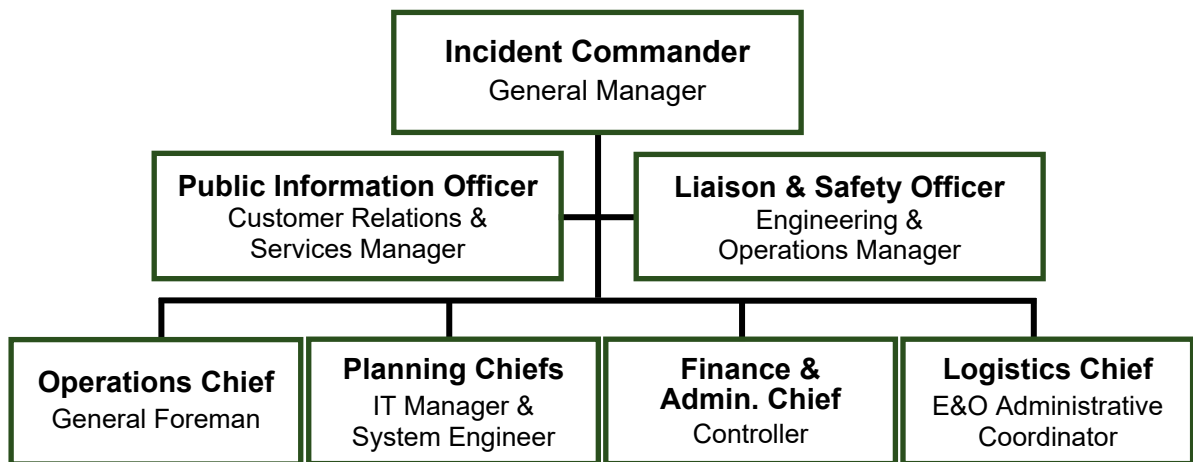 Incident Commander
General Manager
Public Information Officer
Customer Relations &
Services Manager
Liaison & Safety Officer
Engineering &
Operations Manager
Operations Chief
General Foreman
Planning Chiefs
IT Manager &
System Engineer
Finance &
Admin. Chief
Controller
Logistics Chief
E&O Administrative
Coordinator